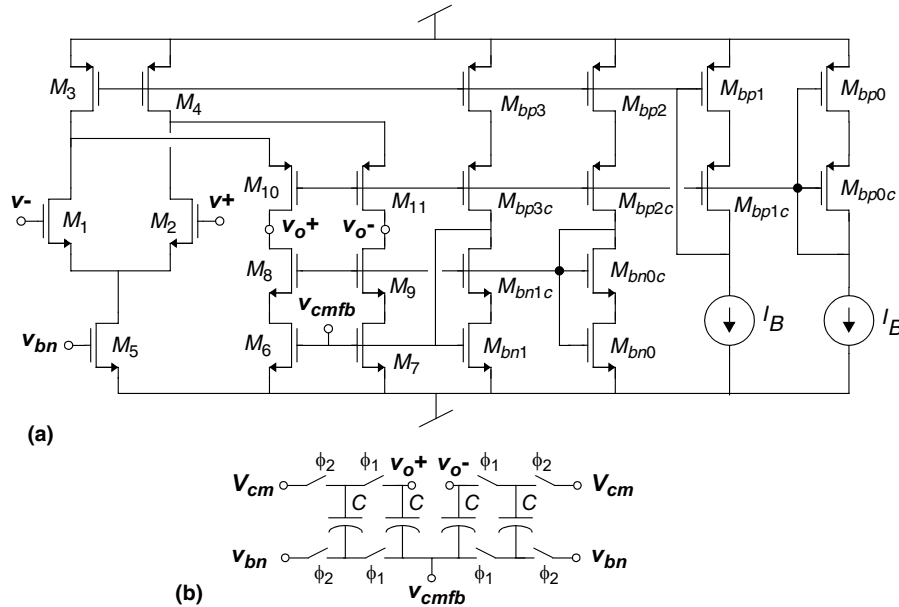 M3
M4
Mbp3
Mbp2
Mbp1
Mbp0
v-
M1
M2
v+
M10
M11
Mbp3c
Mbp2c
Mbp1c
Mbp0c
vo+
vo-
M8
M9
Mbn1c
Mbn0c
IB
IB
vcmfb
vbn
M5
M6
M7
Mbn1
Mbn0
(a)
ϕ2 ϕ1 vo+ vo- ϕ1 ϕ2
Vcm Vcm
C C C C
vbn vbn
ϕ2 ϕ1 ϕ1 ϕ2
vcmfb
(b)